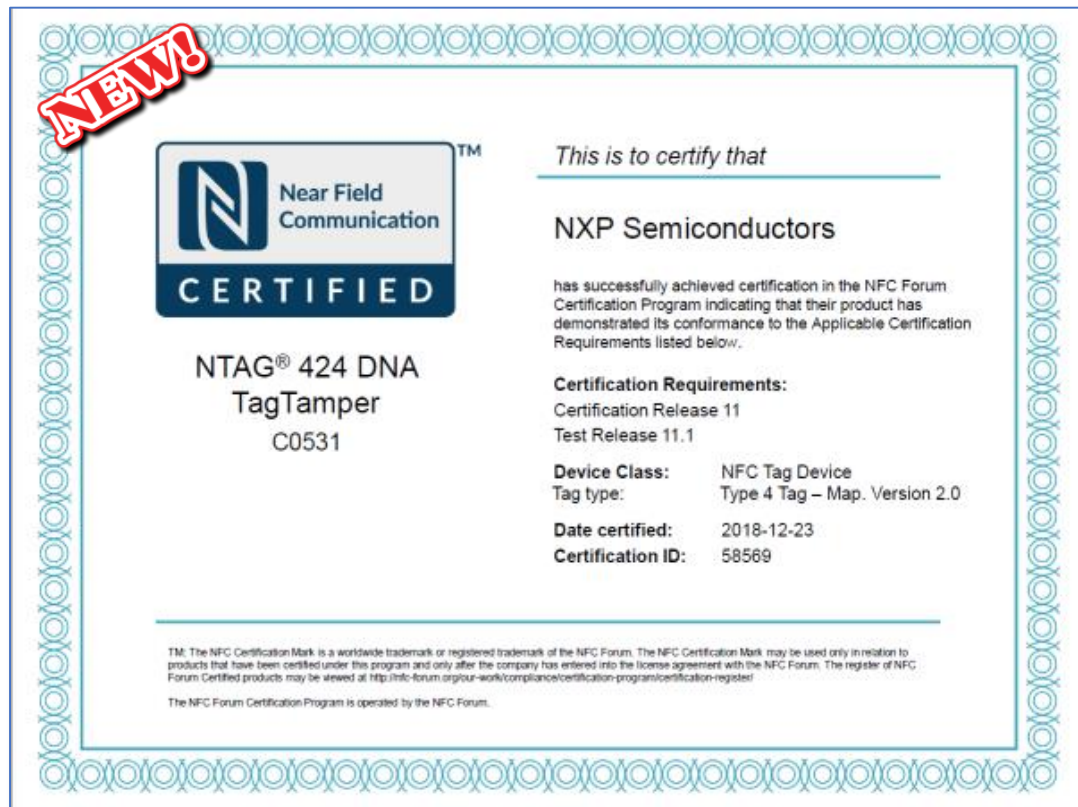 NEW!
TM
Near Field
Communication
CERTIFIED
NTAG® 424 DNA
TagTamper
C0531
This is to certify that
NXP Semiconductors
has successfully achieved certification in the NFC Forum
Certification Program indicating that their product has
demonstrated its conformance to the Applicable Certification
Requirements listed below.
Certification Requirements:
Certification Release 11
Test Release 11.1
Device Class: NFC Tag Device
Tag type: Type 4 Tag – Map. Version 2.0
Date certified: 2018-12-23
Certification ID: 58569
TM: The NFC Certification Mark is a worldwide trademark or registered trademark of the NFC Forum. The NFC Certification Mark may be used only in relation to
products that have been certified under this program and only after the company has entered into the license agreement with the NFC Forum. The register of NFC
Forum Certified products may be viewed at http://nfc-forum.org/our-work/compliance/certification-program/certification-register/
The NFC Forum Certification Program is operated by the NFC Forum.